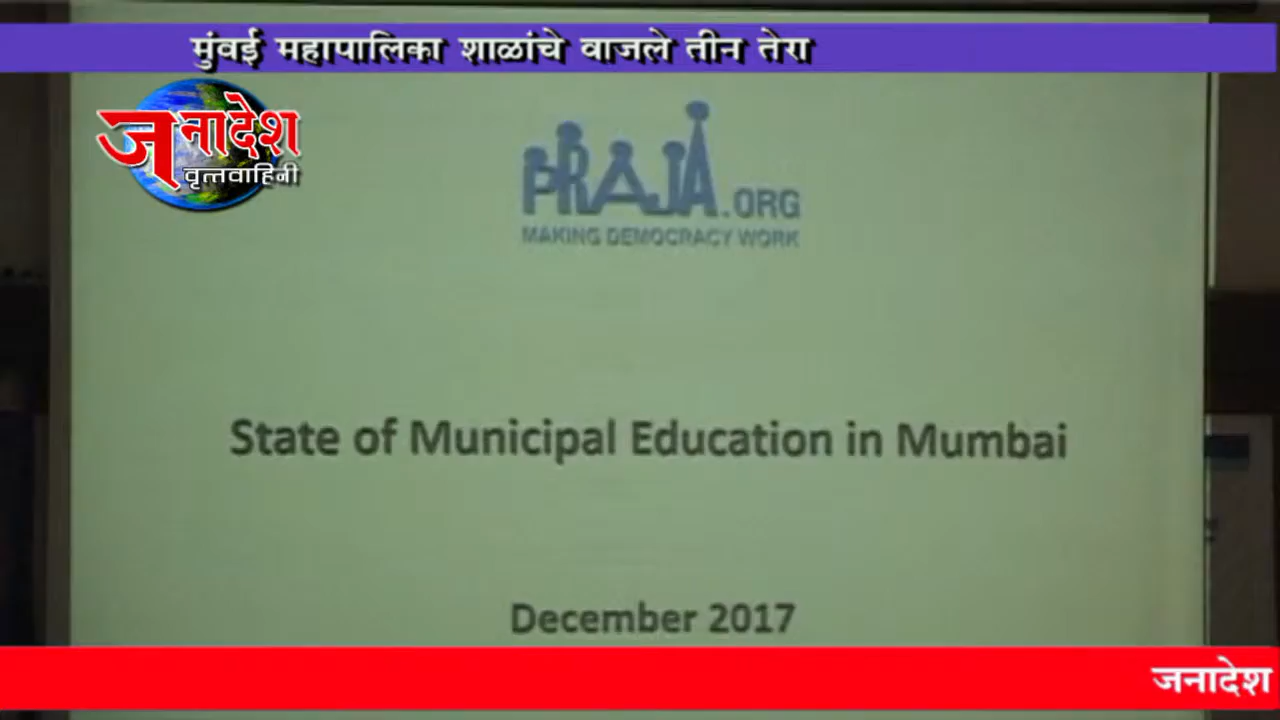 मुंबई महापालिका शाळांचे वाजले तीन तेरा
जनादेश
वृत्तवाहिनी
PRAJA.ORG
MAKING DEMOCRACY WORK
State of Municipal Education in Mumbai
December 2017
जनादेश